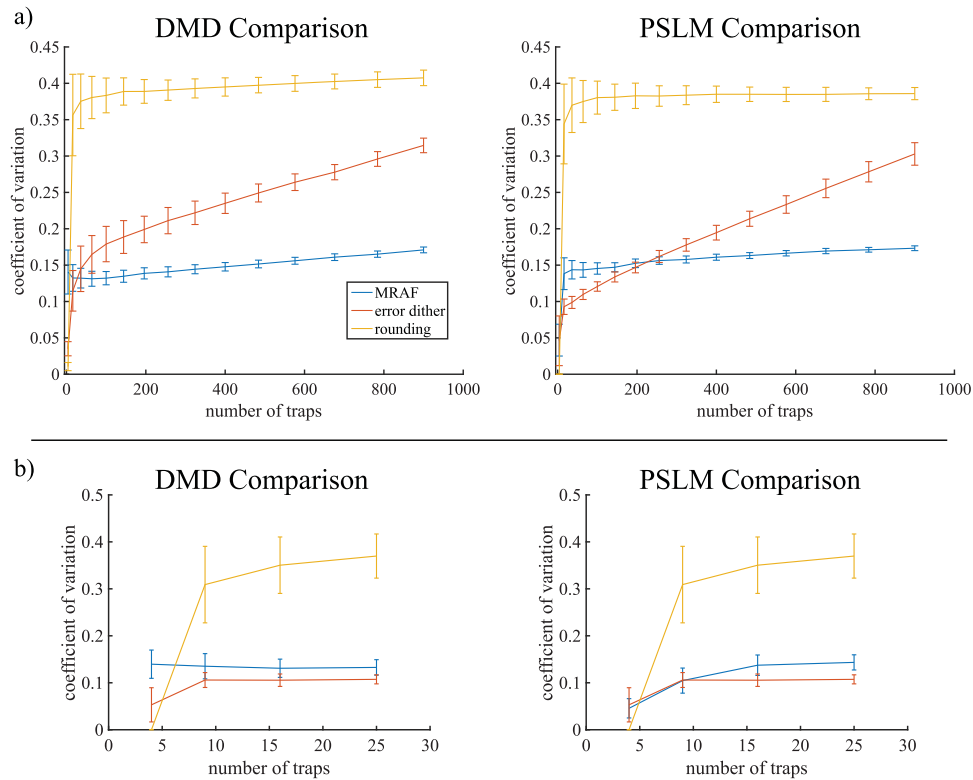 a)
DMD Comparison
coefficient of variation
0.45
0.4
0.35
0.3
0.25
0.2
0.15
0.1
0.05
0
0 200 400 600 800 1000
number of traps
MRAF
error dither
rounding
PSLM Comparison
coefficient of variation
0.45
0.4
0.35
0.3
0.25
0.2
0.15
0.1
0.05
0
0 200 400 600 800 1000
number of traps
b)
DMD Comparison
coefficient of variation
0.5
0.4
0.3
0.2
0.1
0
0 5 10 15 20 25 30
number of traps
PSLM Comparison
coefficient of variation
0.5
0.4
0.3
0.2
0.1
0
0 5 10 15 20 25 30
number of traps